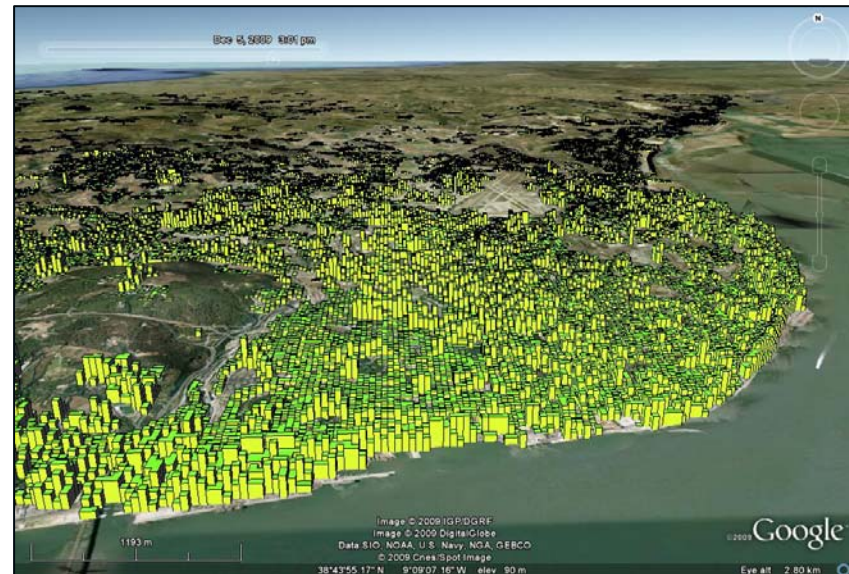 Dec 5, 2009 3:01 pm
N
Image © 2009 IGP/DGRF
Image © 2009 DigitalGlobe
Data SIO, NOAA, U.S. Navy, NGA, GEBCO
© 2009 Cnes/Spot Image
©2009 Google
1193 m
38°43'55.17" N 9°09'07.16" W elev 90 m
Eye alt 2.80 km